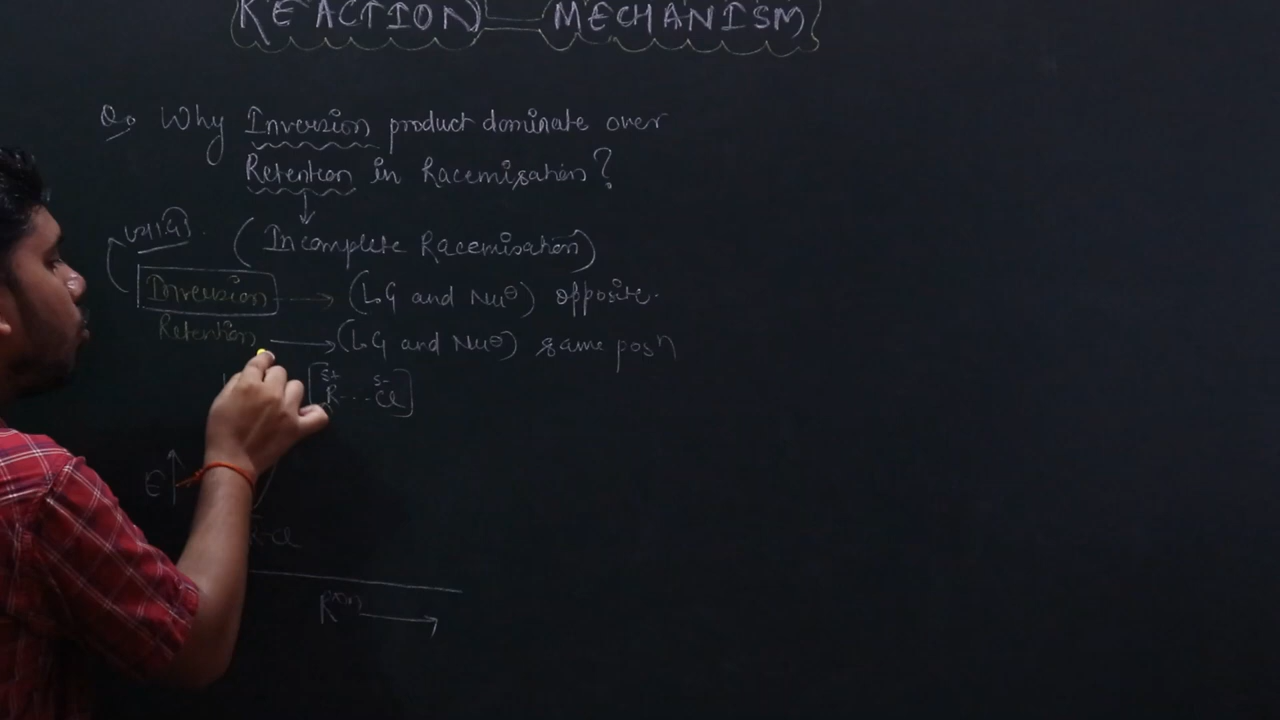 REACTION MECHANISM
Q. Why Inversion product dominate over
Retention in Racemisation?
(Incomplete Racemisation)
Inversion → (LG and Nu⊖) opposite.
Retention → (LG and Nu⊖) same posn
[δ+ δ-
R...Cl]
E↑
-Cl
Rxn →